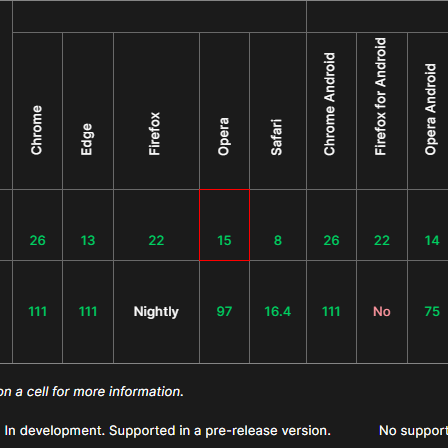 Chrome Edge Firefox Opera Safari Chrome Android Firefox for Android Opera Android
26 13 22 15 8 26 22 14
111 111 Nightly 97 16.4 111 No 75
on a cell for more information.
In development. Supported in a pre-release version. No support